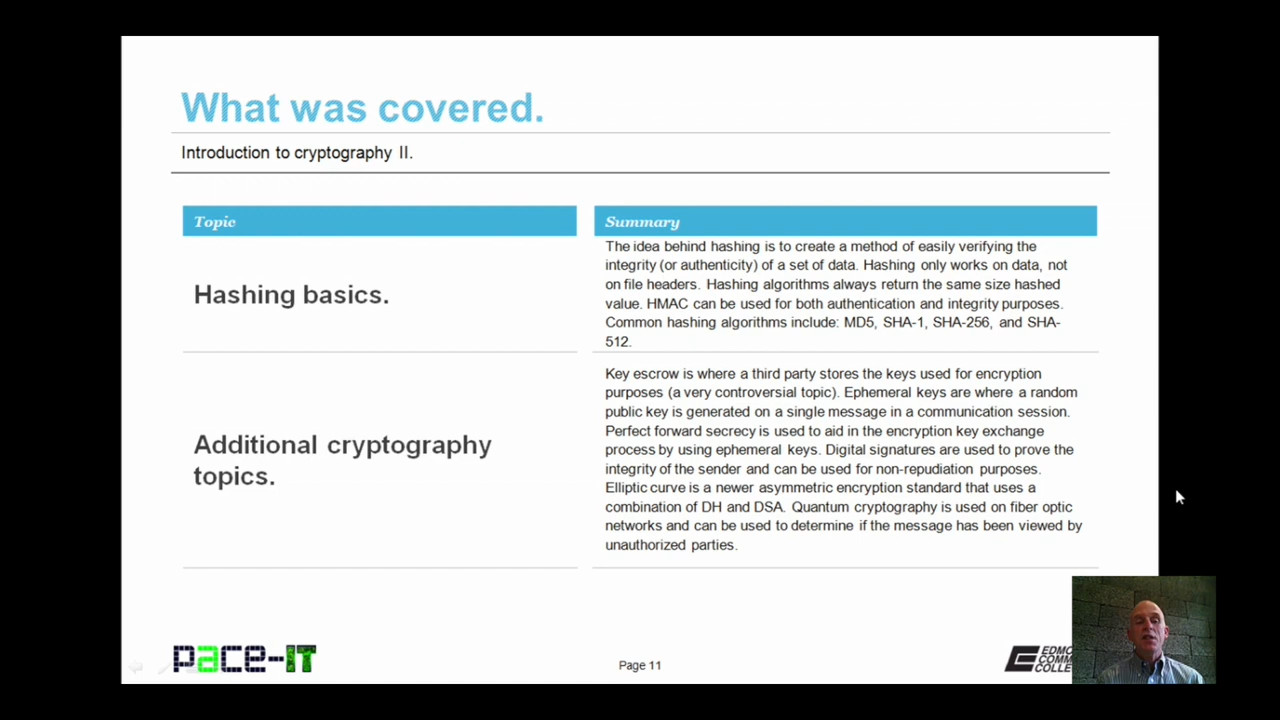 What was covered.
Introduction to cryptography II.
Topic
Summary
Hashing basics.
The idea behind hashing is to create a method of easily verifying the
integrity (or authenticity) of a set of data. Hashing only works on data, not
on file headers. Hashing algorithms always return the same size hashed
value. HMAC can be used for both authentication and integrity purposes.
Common hashing algorithms include: MD5, SHA-1, SHA-256, and SHA-
512.
Additional cryptography
topics.
Key escrow is where a third party stores the keys used for encryption
purposes (a very controversial topic). Ephemeral keys are where a random
public key is generated on a single message in a communication session.
Perfect forward secrecy is used to aid in the encryption key exchange
process by using ephemeral keys. Digital signatures are used to prove the
integrity of the sender and can be used for non-repudiation purposes.
Elliptic curve is a newer asymmetric encryption standard that uses a
combination of DH and DSA. Quantum cryptography is used on fiber optic
networks and can be used to determine if the message has been viewed by
unauthorized parties.
pace-IT
Page 11